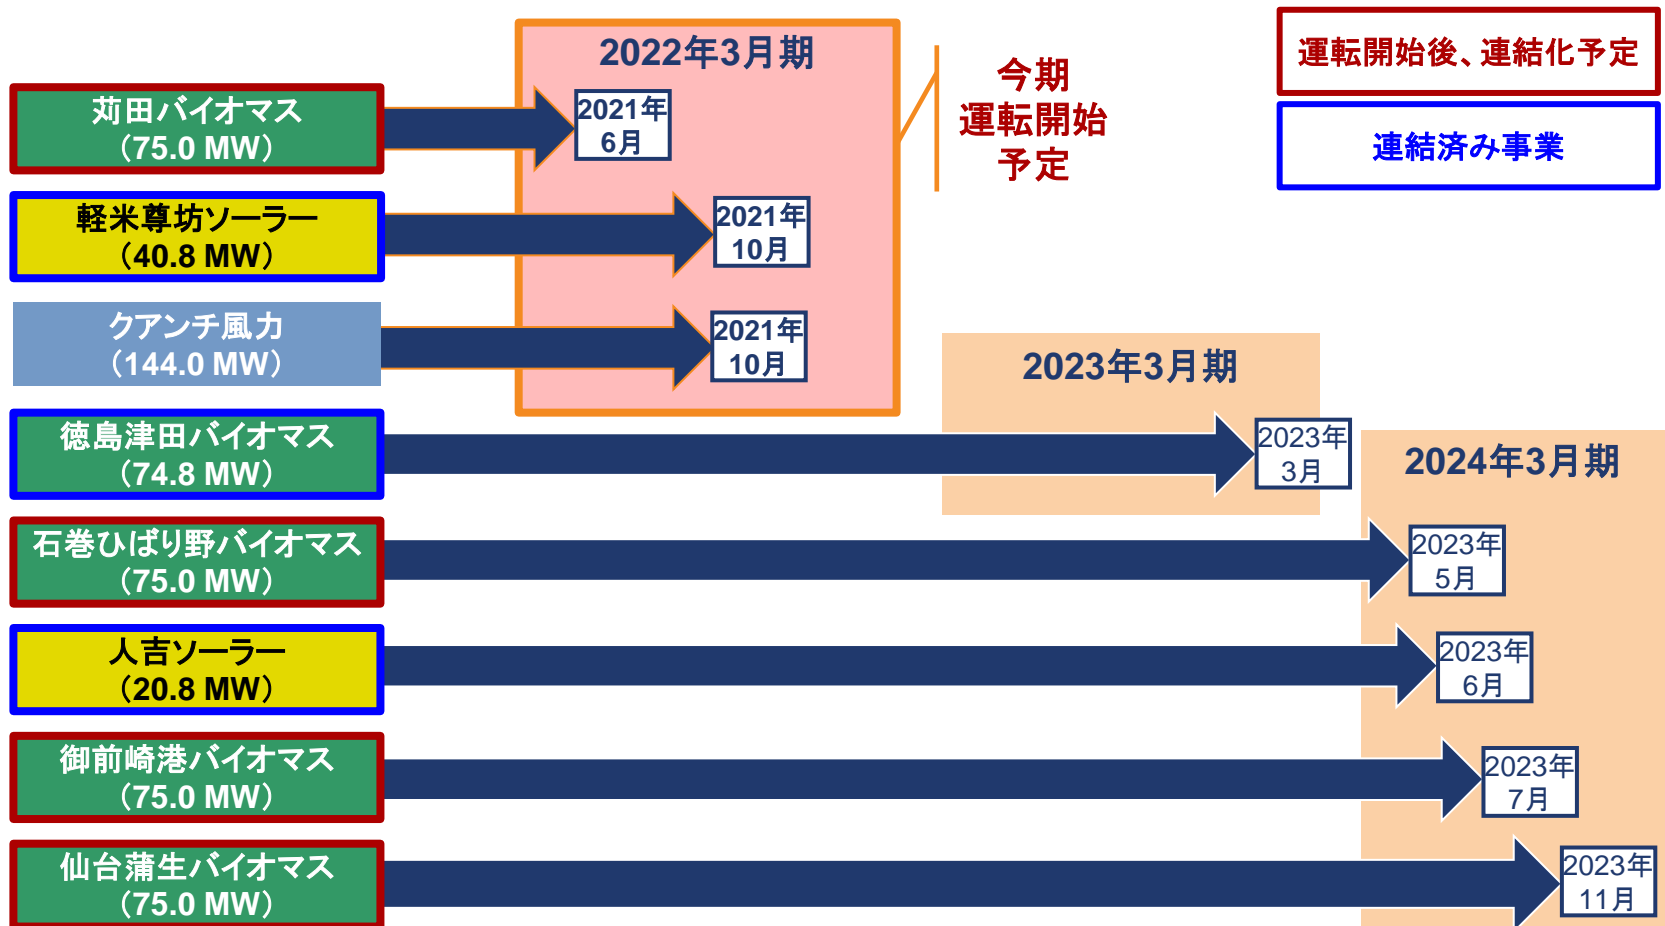 2022年3月期
運転開始後、連結化予定
連結済み事業
今期
運転開始
予定
苅田バイオマス
（75.0 MW）
2021年
6月
軽米尊坊ソーラー
（40.8 MW）
2021年
10月
クアンチ風力
（144.0 MW）
2021年
10月
2023年3月期
徳島津田バイオマス
（74.8 MW）
2023年
3月
2024年3月期
石巻ひばり野バイオマス
（75.0 MW）
2023年
5月
人吉ソーラー
（20.8 MW）
2023年
6月
御前崎港バイオマス
（75.0 MW）
2023年
7月
仙台蒲生バイオマス
（75.0 MW）
2023年
11月